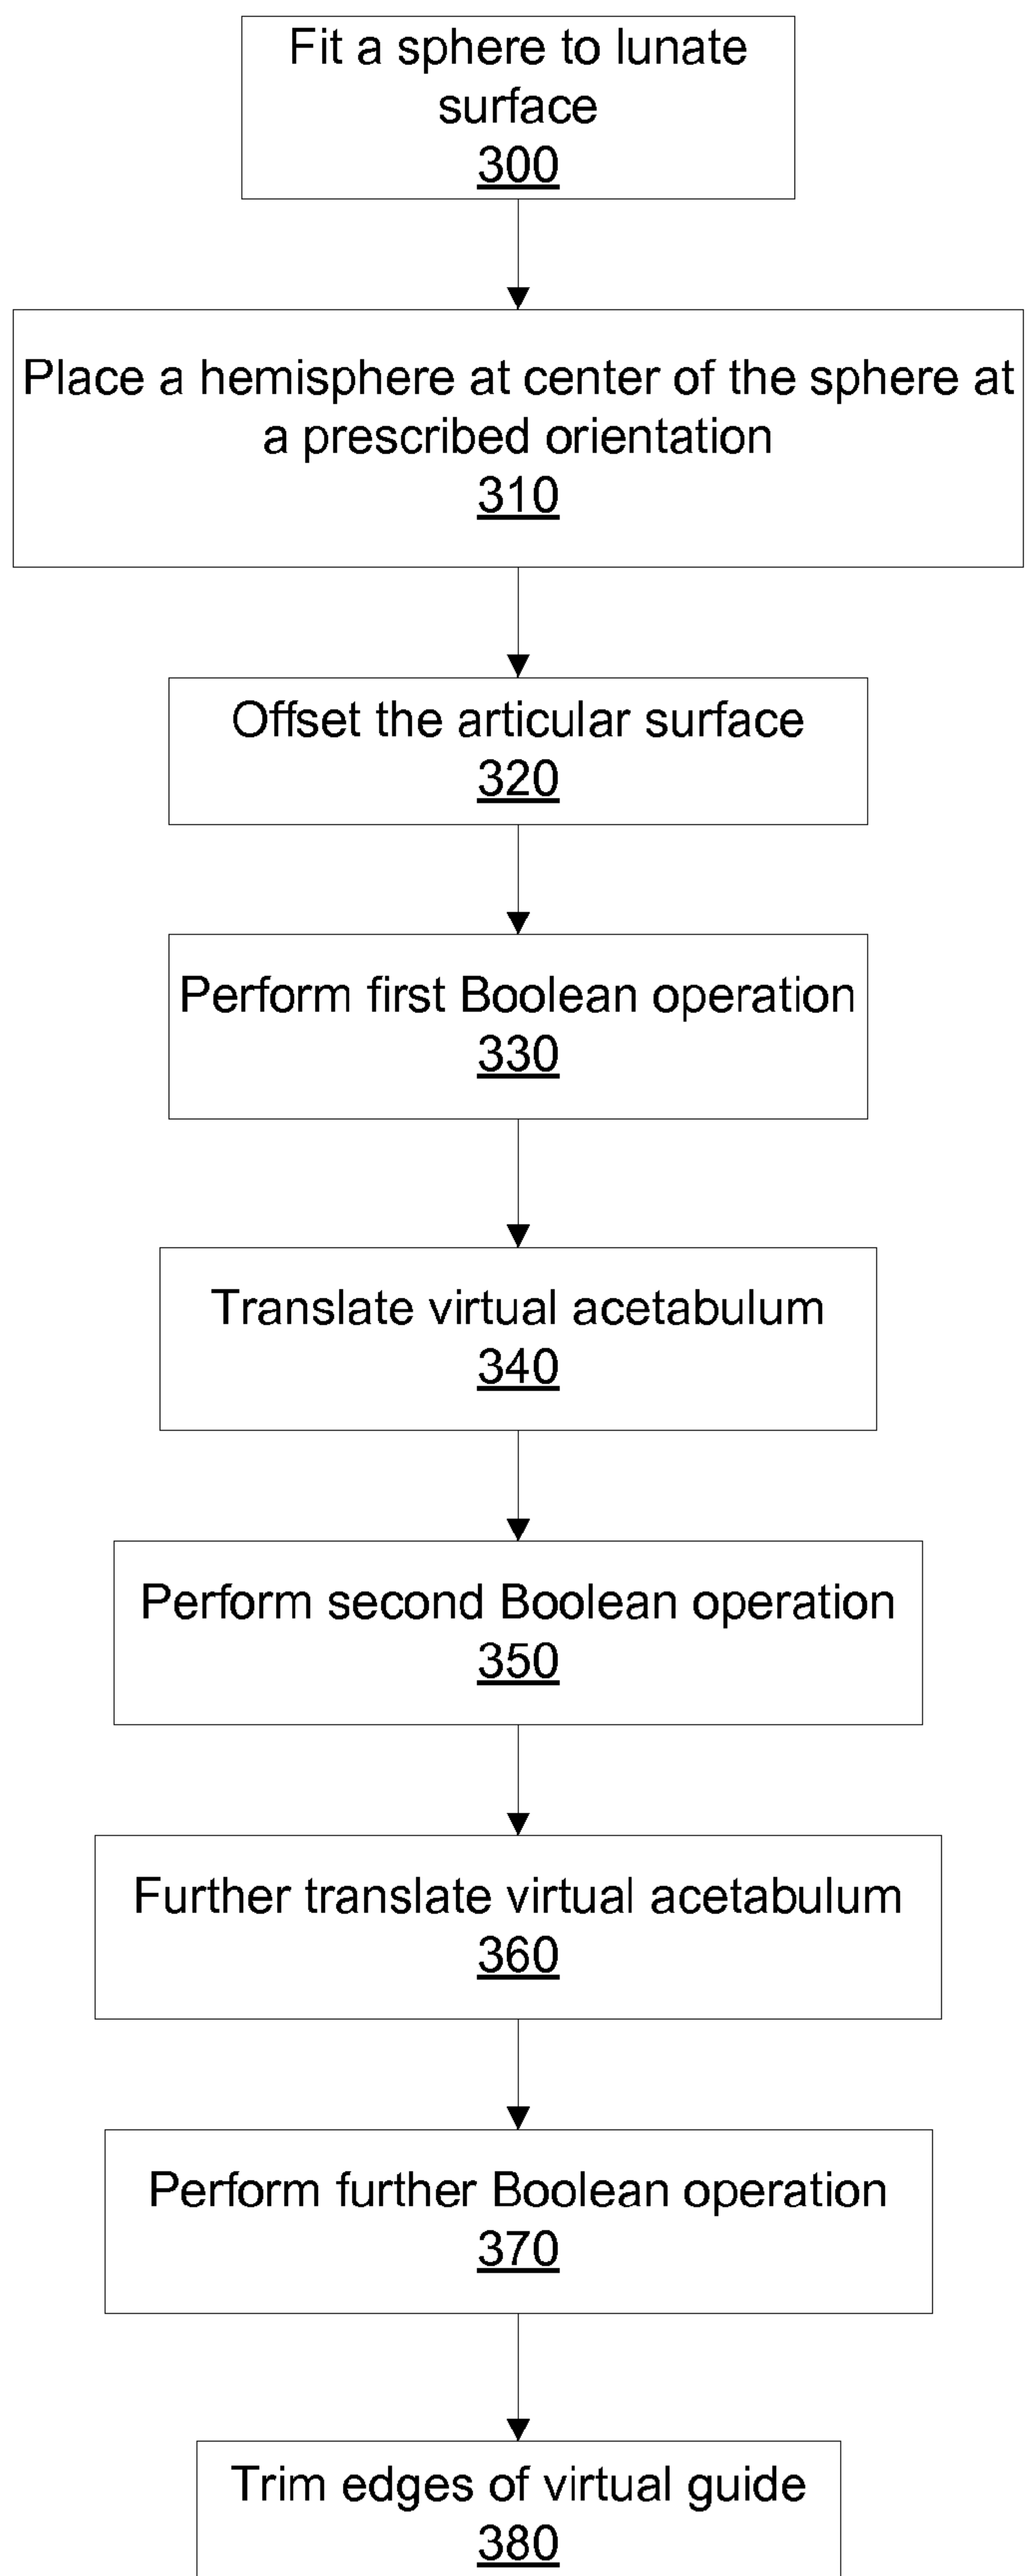 Fit a sphere to lunate
surface
300
Place a hemisphere at center of the sphere at
a prescribed orientation
310
Offset the articular surface
320
Perform first Boolean operation
330
Translate virtual acetabulum
340
Perform second Boolean operation
350
Further translate virtual acetabulum
360
Perform further Boolean operation
370
Trim edges of virtual guide
380